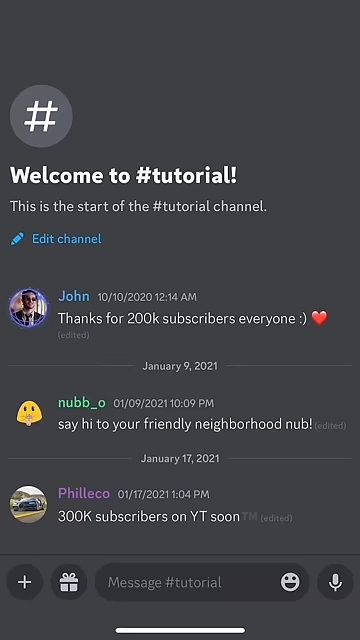 #
Welcome to #tutorial!
This is the start of the #tutorial channel.
Edit channel
John 10/10/2020 12:14 AM
Thanks for 200k subscribers everyone :) ❤️
(edited)
January 9, 2021
nubb_o 01/09/2021 10:09 PM
say hi to your friendly neighborhood nub! (edited)
January 17, 2021
Philleco 01/17/2021 1:04 PM
300K subscribers on YT soon ™ (edited)
Message #tutorial